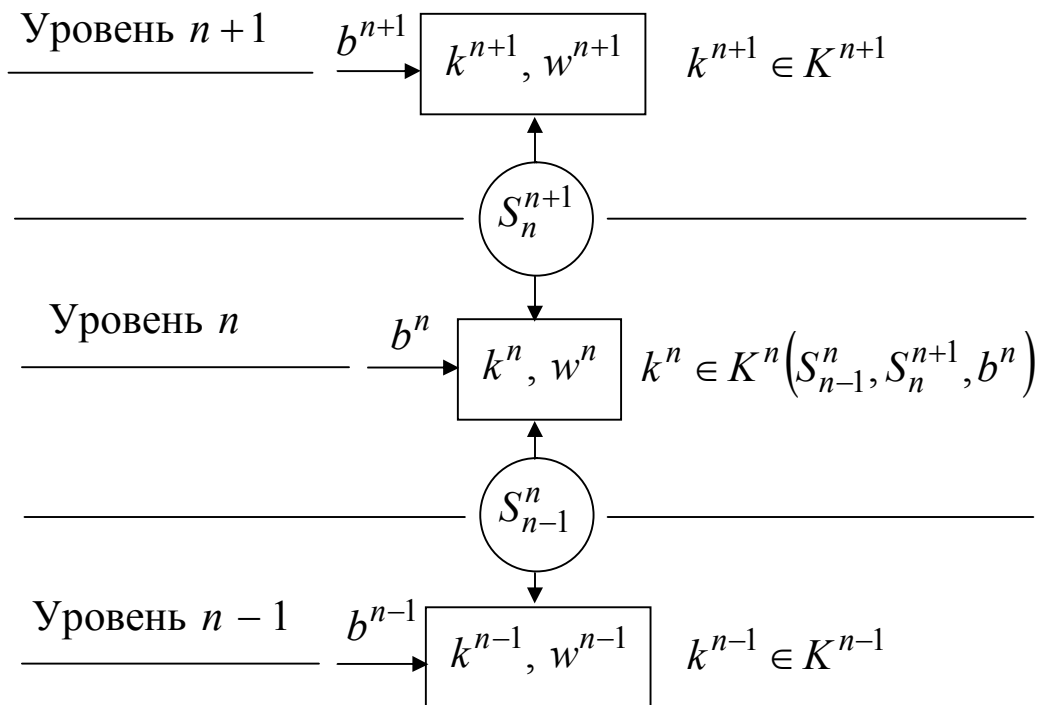 Уровень n + 1
b^{n+1}
k^{n+1}, w^{n+1}
k^{n+1} ∈ K^{n+1}
S_n^{n+1}
Уровень n
b^n
k^n, w^n
k^n ∈ K^n(S_{n-1}^n, S_n^{n+1}, b^n)
S_{n-1}^n
Уровень n − 1
b^{n-1}
k^{n-1}, w^{n-1}
k^{n-1} ∈ K^{n-1}